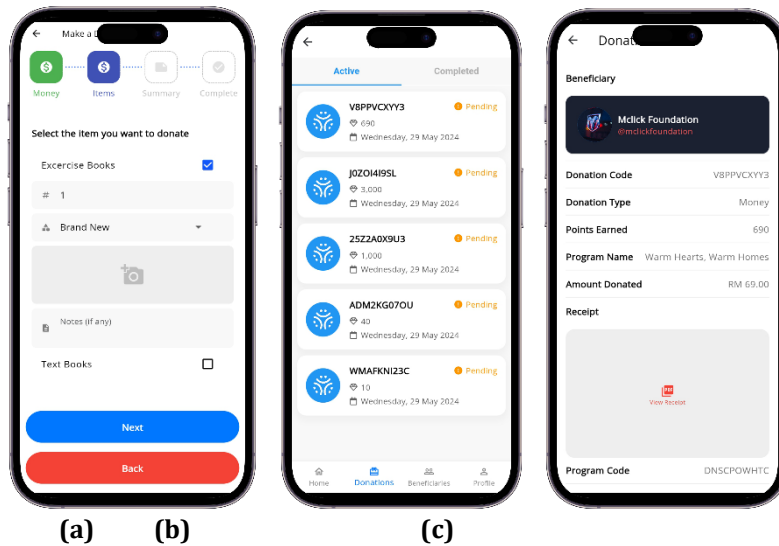 Make a D
Money
Items
Summary
Complete
Select the item you want to donate
Excercise Books
# 1
Brand New
Notes (if any)
Text Books
Next
Back
Active
Completed
V8PPVCXYY3
Pending
690
Wednesday, 29 May 2024
J0ZOI4I9SL
Pending
3,000
Wednesday, 29 May 2024
25Z2A0X9U3
Pending
1,000
Wednesday, 29 May 2024
ADM2KG07OU
Pending
40
Wednesday, 29 May 2024
WMAFKNI23C
Pending
10
Wednesday, 29 May 2024
Home
Donations
Beneficiaries
Profile
Donat
Beneficiary
Mclick Foundation
@mclickfoundation
Donation Code V8PPVCXYY3
Donation Type Money
Points Earned 690
Program Name Warm Hearts, Warm Homes
Amount Donated RM 69.00
Receipt
PDF
View Receipt
Program Code DNSCPOWHTC
(a) (b) (c)